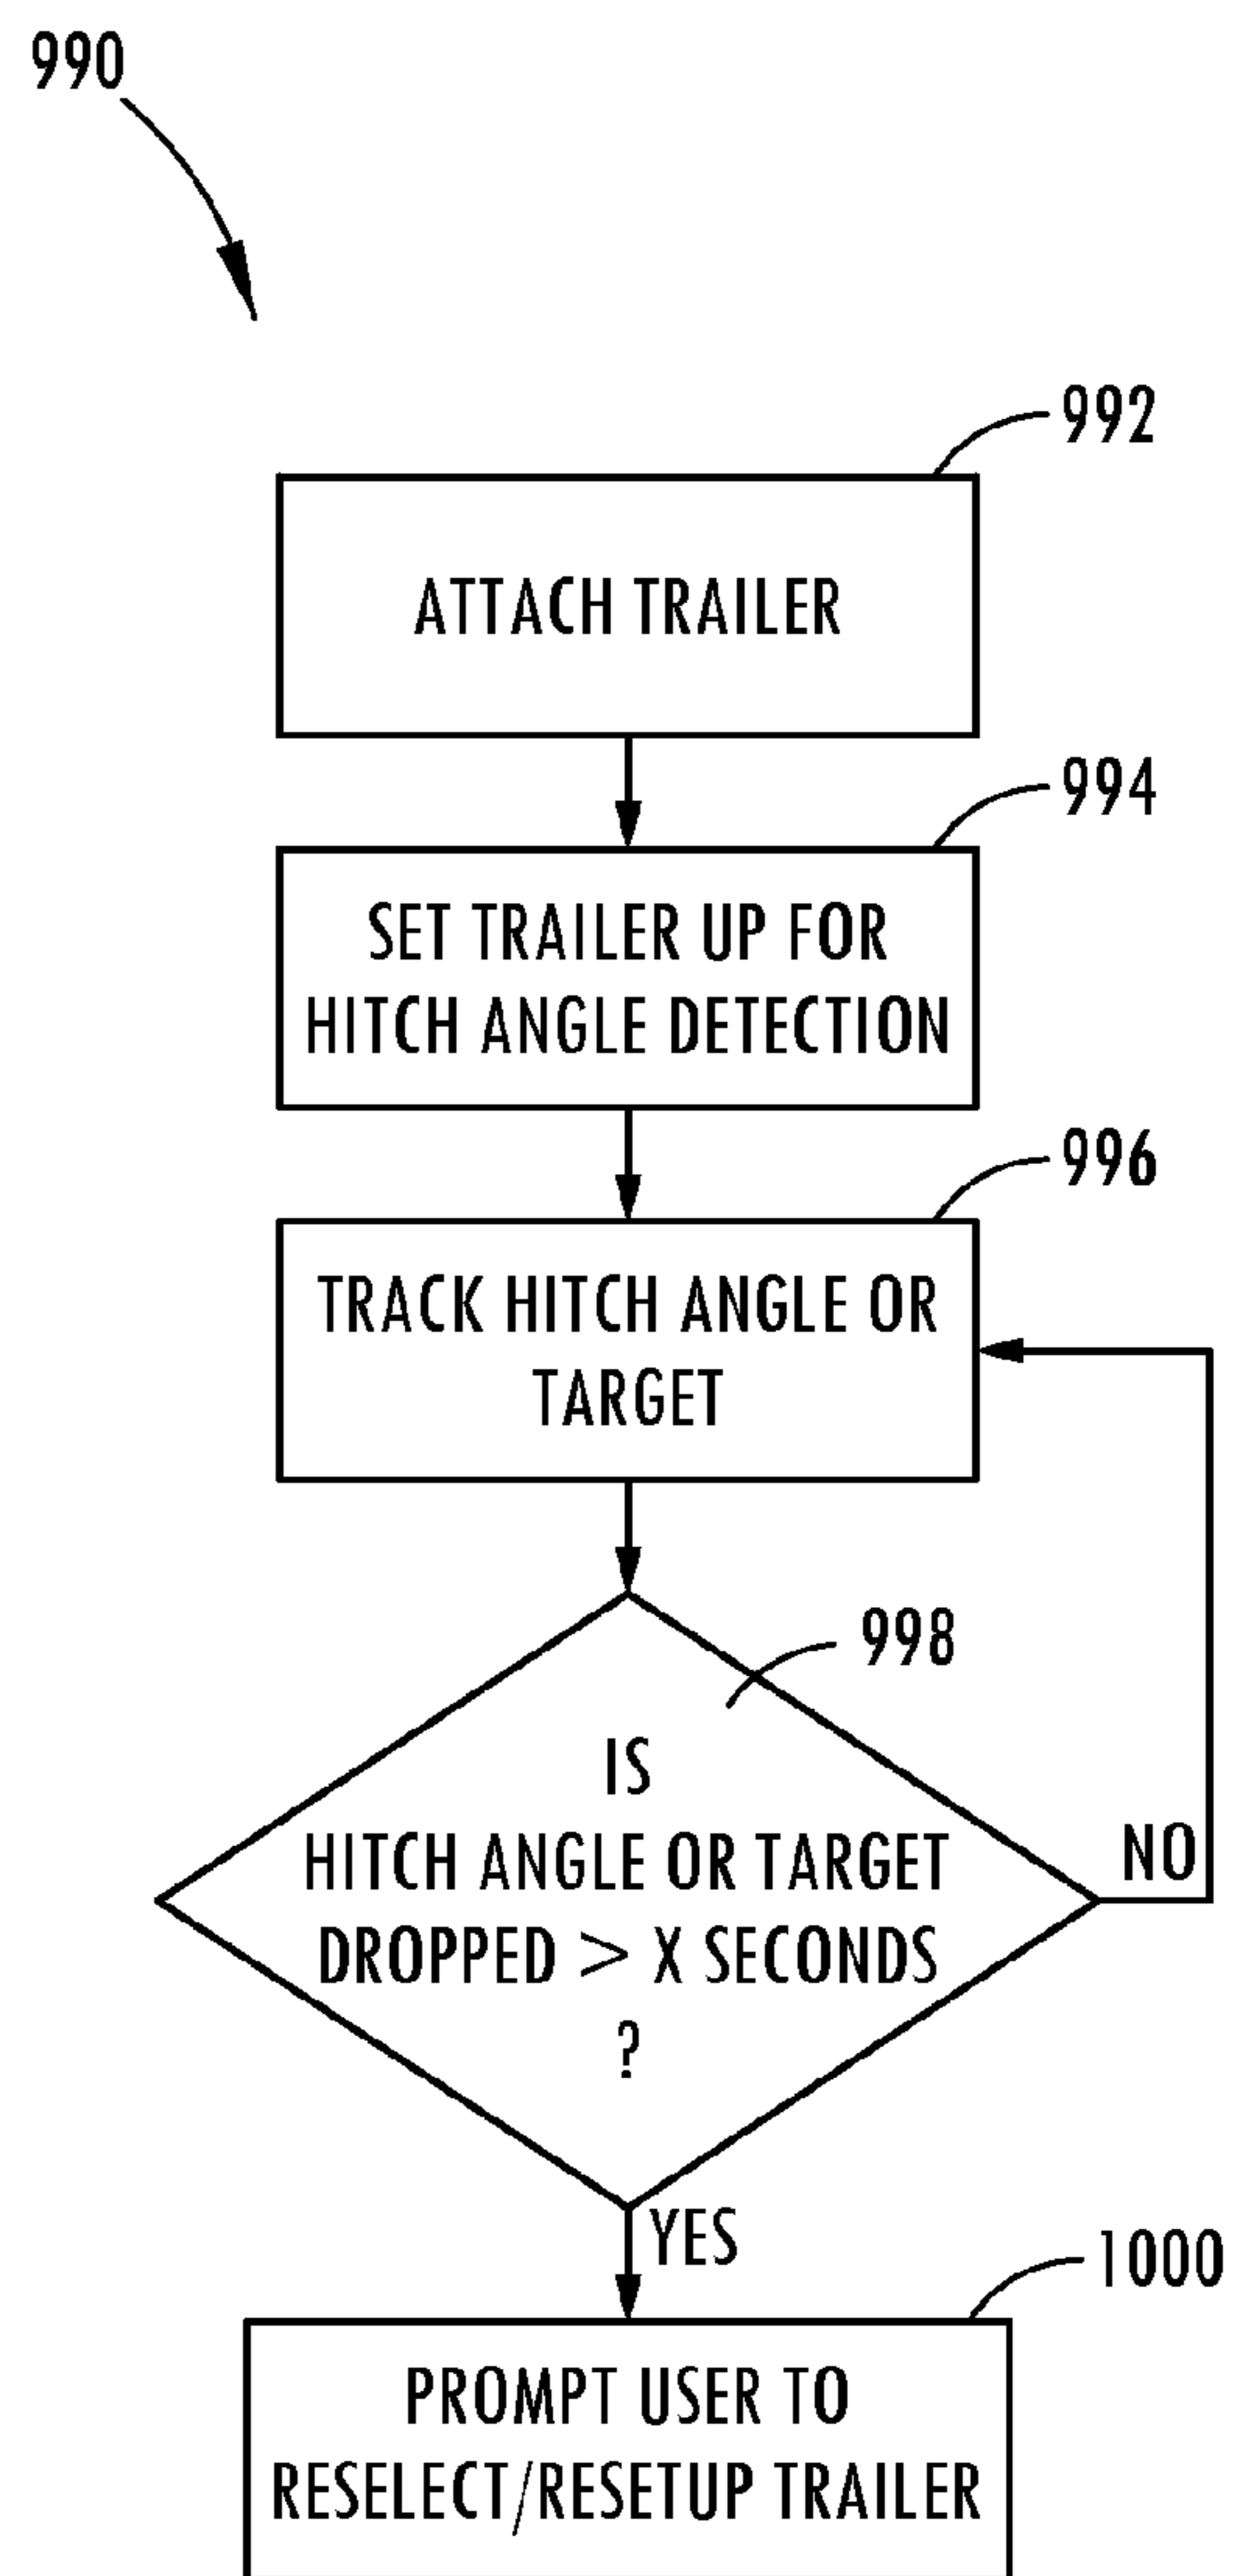 990
992
ATTACH TRAILER
994
SET TRAILER UP FOR
HITCH ANGLE DETECTION
996
TRACK HITCH ANGLE OR
TARGET
998
IS
HITCH ANGLE OR TARGET
DROPPED > X SECONDS
?
NO
YES
1000
PROMPT USER TO
RESELECT/RESETUP TRAILER